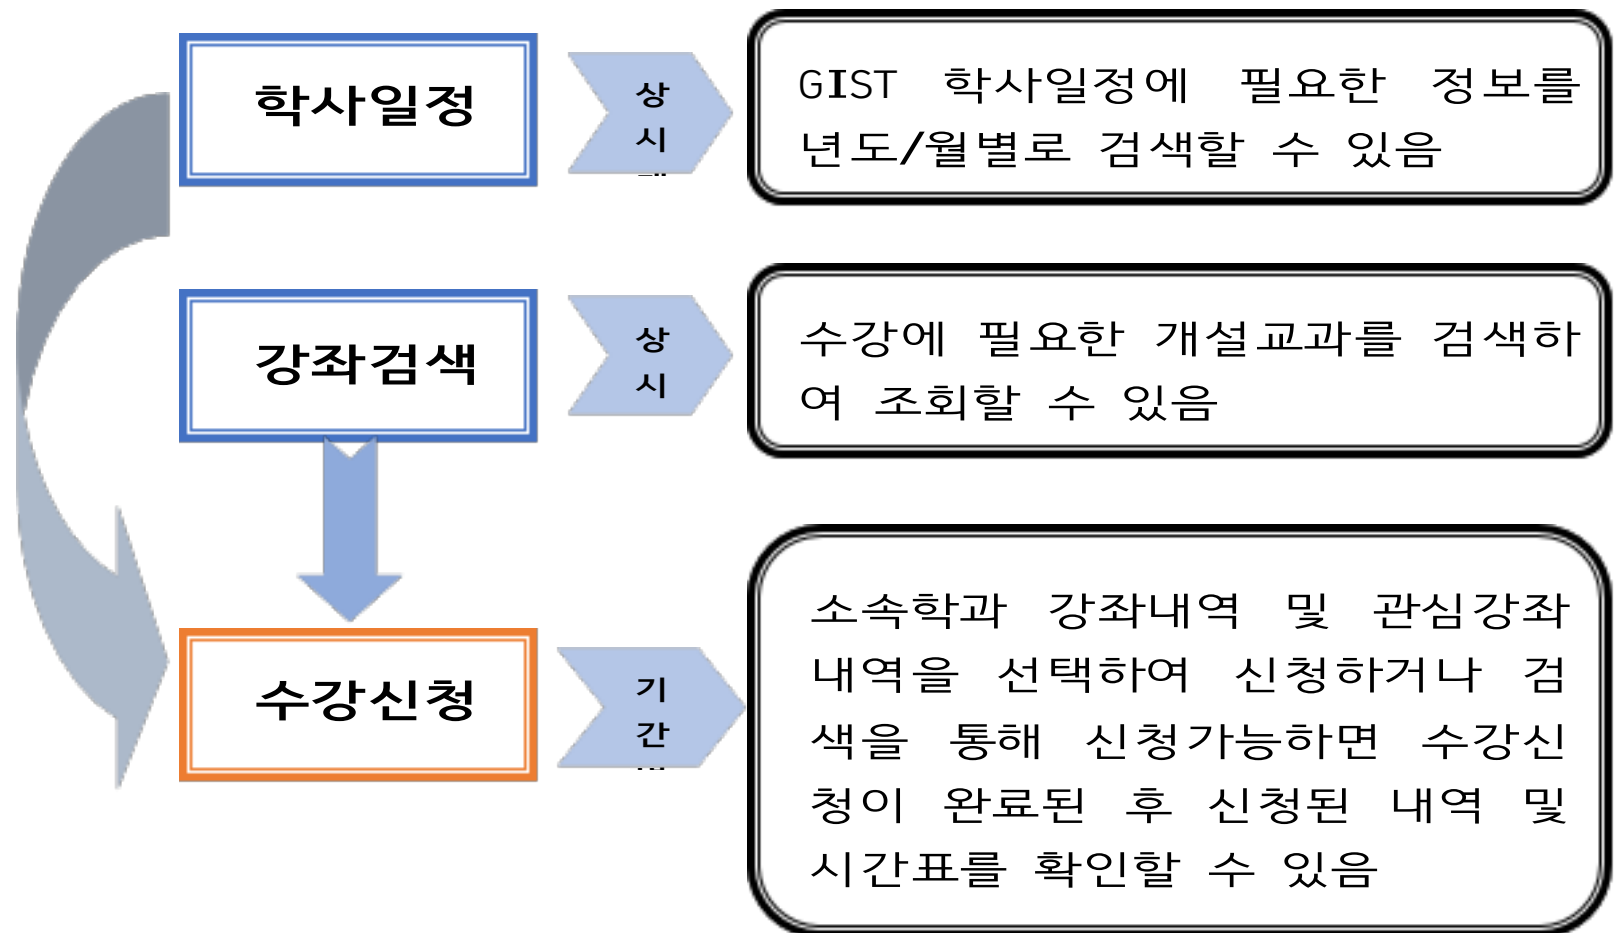 학사일정
상
시
GIST 학사일정에 필요한 정보를
년도/월별로 검색할 수 있음
강좌검색
상
시
수강에 필요한 개설교과를 검색하
여 조회할 수 있음
수강신청
기
간
소속학과 강좌내역 및 관심강좌
내역을 선택하여 신청하거나 검
색을 통해 신청가능하면 수강신
청이 완료된 후 신청된 내역 및
시간표를 확인할 수 있음